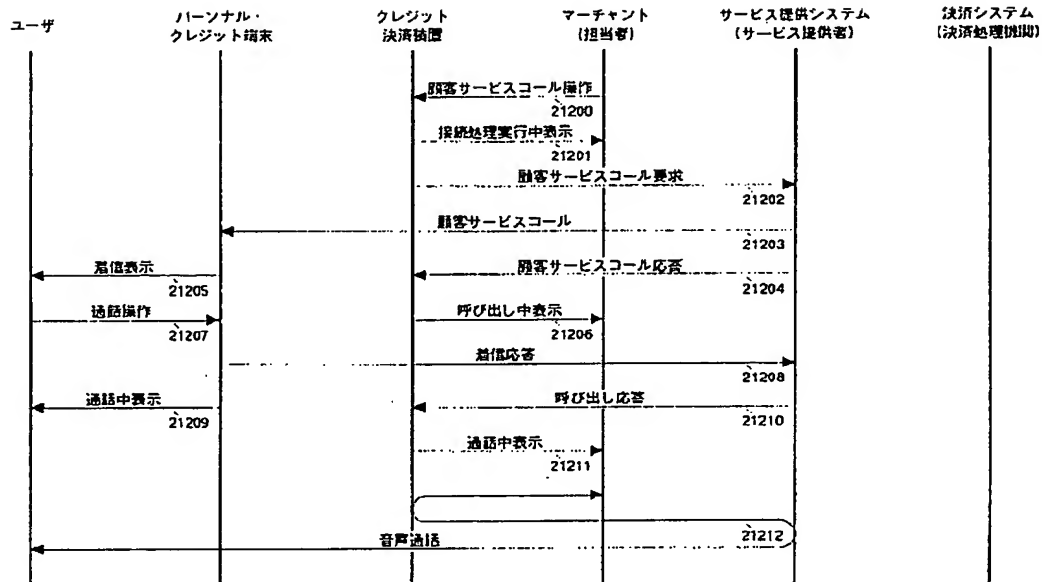 ユーザ
パーソナル・
クレジット端末
クレジット
決済装置
マーチャント
(担当者)
サービス提供システム
(サービス提供者)
決済システム
(決済処理機関)
顧客サービスコール操作
21200
接続処理実行中表示
21201
顧客サービスコール要求
21202
顧客サービスコール
21203
着信表示
21205
顧客サービスコール応答
21204
通話操作
21207
呼び出し中表示
21206
着信応答
21208
通話中表示
21209
呼び出し応答
21210
通話中表示
21211
21212
音声通話